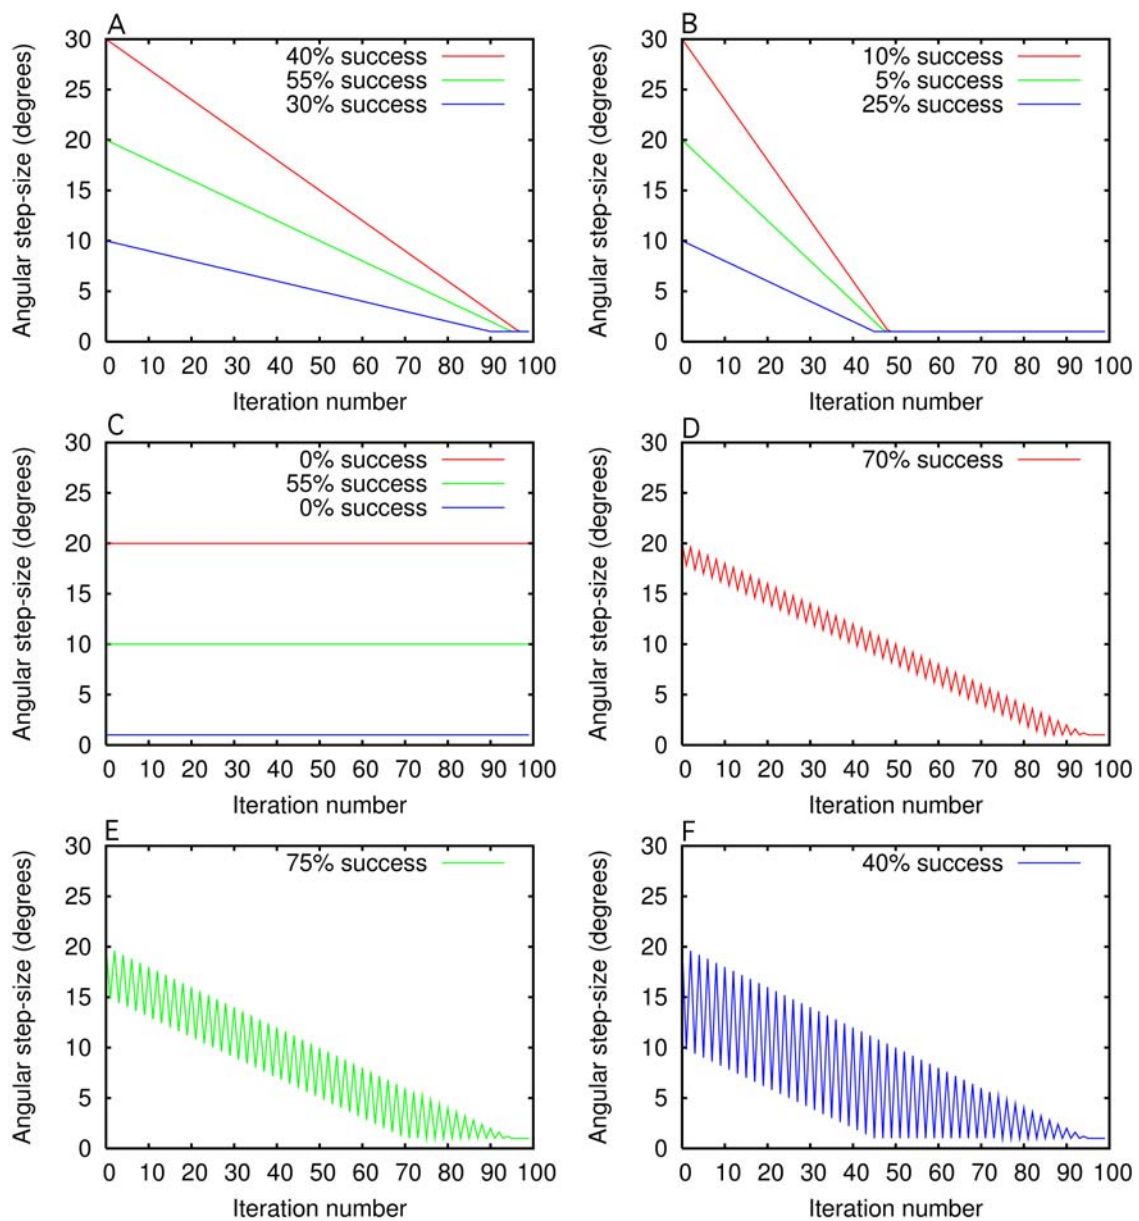 A
Angular step-size (degrees)
30
25
20
15
10
5
0
40% success
55% success
30% success
0 10 20 30 40 50 60 70 80 90 100
Iteration number
B
Angular step-size (degrees)
30
25
20
15
10
5
0
10% success
5% success
25% success
0 10 20 30 40 50 60 70 80 90 100
Iteration number
C
Angular step-size (degrees)
30
25
20
15
10
5
0
0% success
55% success
0% success
0 10 20 30 40 50 60 70 80 90 100
Iteration number
D
Angular step-size (degrees)
30
25
20
15
10
5
0
70% success
0 10 20 30 40 50 60 70 80 90 100
Iteration number
E
Angular step-size (degrees)
30
25
20
15
10
5
0
75% success
0 10 20 30 40 50 60 70 80 90 100
Iteration number
F
Angular step-size (degrees)
30
25
20
15
10
5
0
40% success
0 10 20 30 40 50 60 70 80 90 100
Iteration number